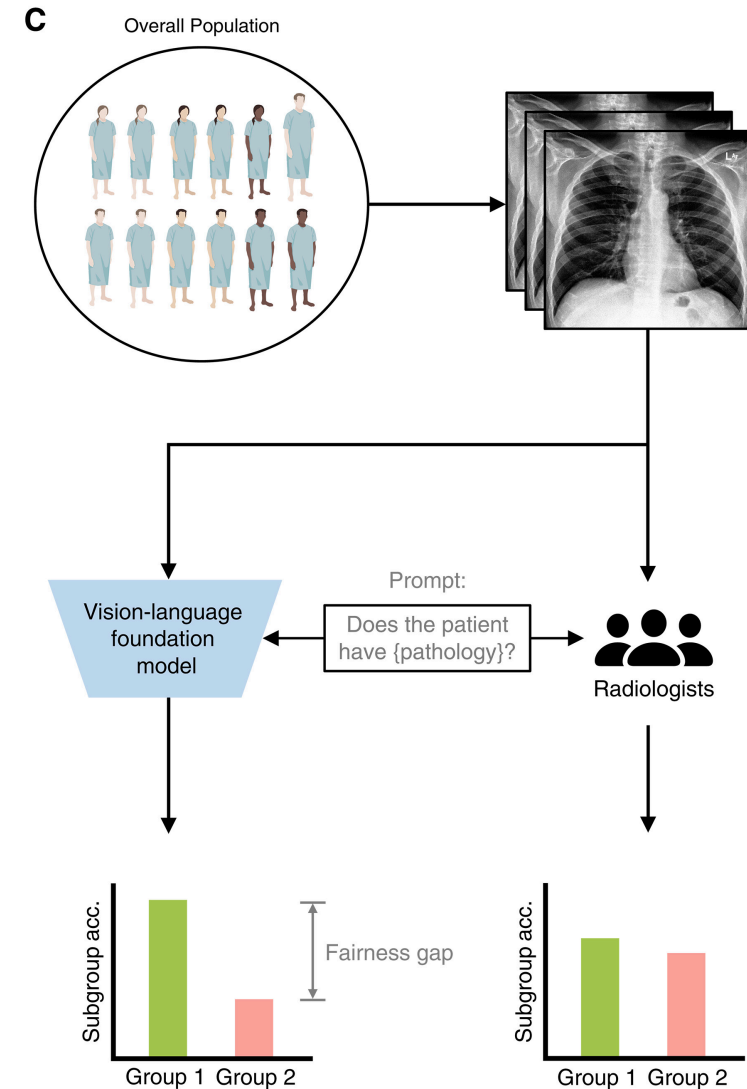 C
Overall Population
Prompt:
Vision-language
foundation
model
Does the patient
have {pathology}?
Radiologists
Subgroup acc.
Fairness gap
Group 1 Group 2
Subgroup acc.
Group 1 Group 2